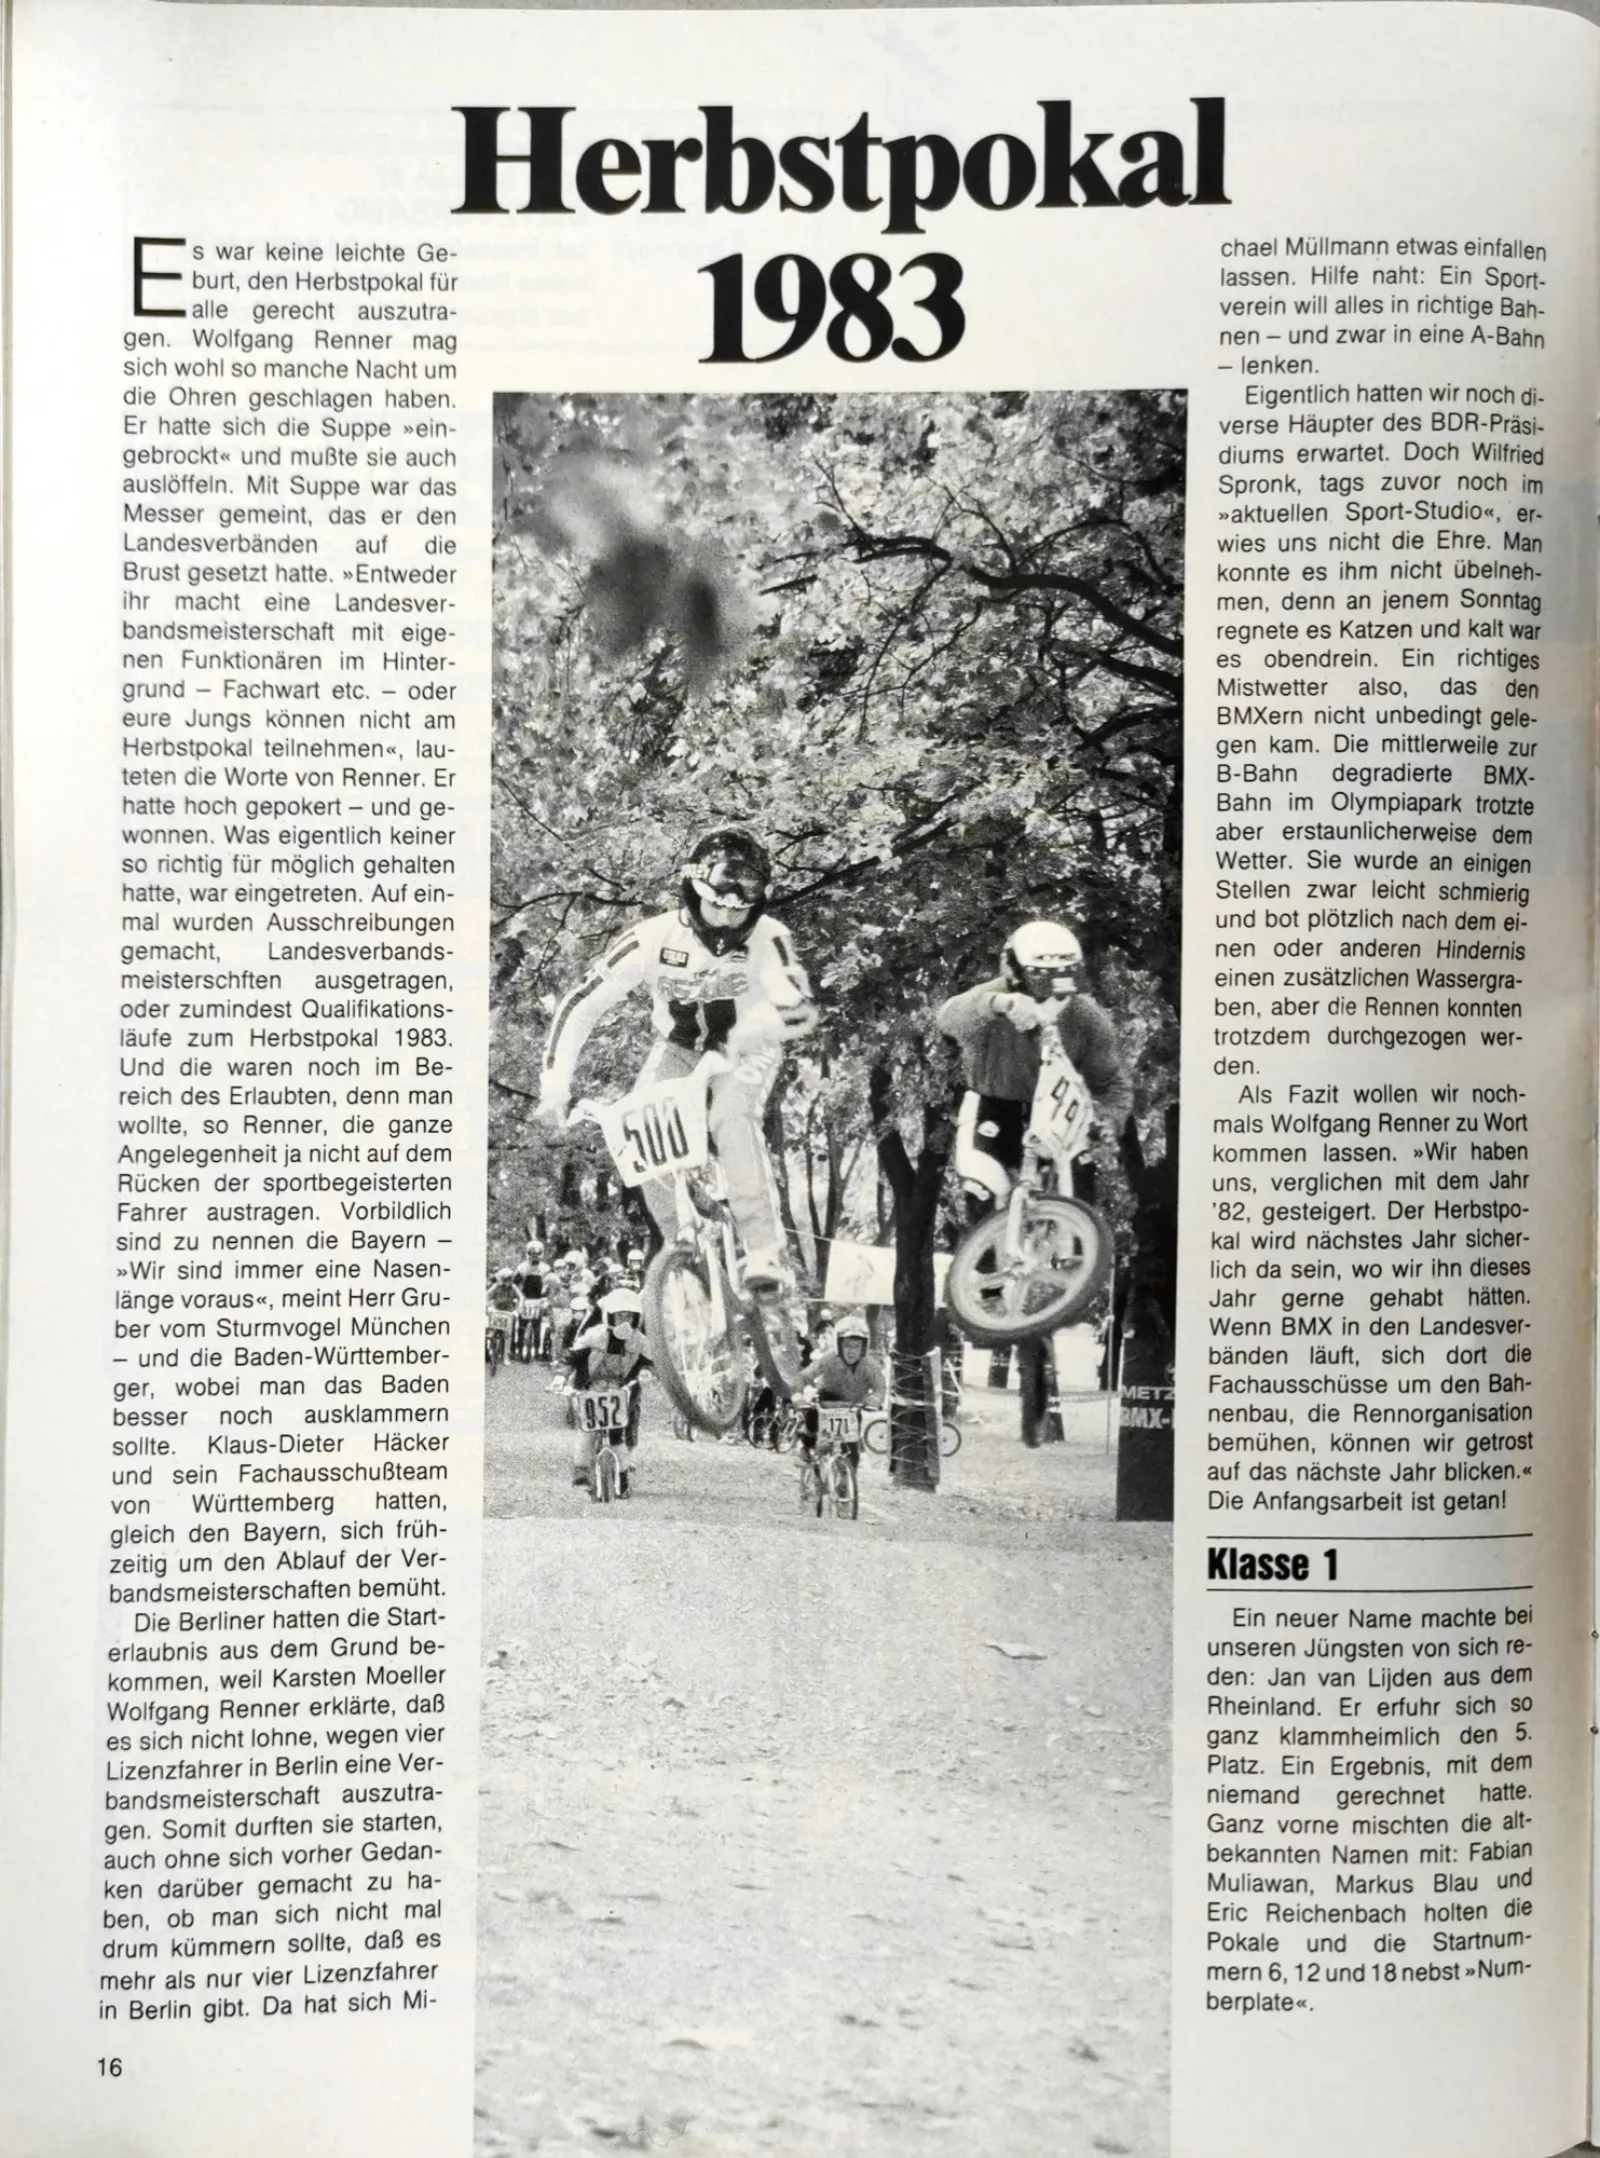 Herbstpokal
1983
Es war keine leichte Ge-
burt, den Herbstpokal für
alle gerecht auszutra-
gen. Wolfgang Renner mag
sich wohl so manche Nacht um
die Ohren geschlagen haben.
Er hatte sich die Suppe »ein-
gebrockt« und mußte sie auch
auslöffeln. Mit Suppe war das
Messer gemeint, das er den
Landesverbänden auf die
Brust gesetzt hatte. »Entweder
ihr macht eine Landesver-
bandsmeisterschaft mit eige-
nen Funktionären im Hinter-
grund – Fachwart etc. – oder
eure Jungs können nicht am
Herbstpokal teilnehmen«, lau-
teten die Worte von Renner. Er
hatte hoch gepokert – und ge-
wonnen. Was eigentlich keiner
so richtig für möglich gehalten
hatte, war eingetreten. Auf ein-
mal wurden Ausschreibungen
gemacht, Landesverbands-
meisterschften ausgetragen,
oder zumindest Qualifikations-
läufe zum Herbstpokal 1983.
Und die waren noch im Be-
reich des Erlaubten, denn man
wollte, so Renner, die ganze
Angelegenheit ja nicht auf dem
Rücken der sportbegeisterten
Fahrer austragen. Vorbildlich
sind zu nennen die Bayern –
»Wir sind immer eine Nasen-
länge voraus«, meint Herr Gru-
ber vom Sturmvogel München
– und die Baden-Württember-
ger, wobei man das Baden
besser noch ausklammern
sollte. Klaus-Dieter Häcker
und sein Fachausschußteam
von Württemberg hatten,
gleich den Bayern, sich früh-
zeitig um den Ablauf der Ver-
bandsmeisterschaften bemüht.
Die Berliner hatten die Start-
erlaubnis aus dem Grund be-
kommen, weil Karsten Moeller
Wolfgang Renner erklärte, daß
es sich nicht lohne, wegen vier
Lizenzfahrer in Berlin eine Ver-
bandsmeisterschaft auszutra-
gen. Somit durften sie starten,
auch ohne sich vorher Gedan-
ken darüber gemacht zu ha-
ben, ob man sich nicht mal
drum kümmern sollte, daß es
mehr als nur vier Lizenzfahrer
in Berlin gibt. Da hat sich Mi-
16
500
99
952
171
METZ
BMX-
chael Müllmann etwas einfallen
lassen. Hilfe naht: Ein Sport-
verein will alles in richtige Bah-
nen – und zwar in eine A-Bahn
– lenken.
Eigentlich hatten wir noch di-
verse Häupter des BDR-Präsi-
diums erwartet. Doch Wilfried
Spronk, tags zuvor noch im
»aktuellen Sport-Studio«, er-
wies uns nicht die Ehre. Man
konnte es ihm nicht übelneh-
men, denn an jenem Sonntag
regnete es Katzen und kalt war
es obendrein. Ein richtiges
Mistwetter also, das den
BMXern nicht unbedingt gele-
gen kam. Die mittlerweile zur
B-Bahn degradierte BMX-
Bahn im Olympiapark trotzte
aber erstaunlicherweise dem
Wetter. Sie wurde an einigen
Stellen zwar leicht schmierig
und bot plötzlich nach dem ei-
nen oder anderen Hindernis
einen zusätzlichen Wassergra-
ben, aber die Rennen konnten
trotzdem durchgezogen wer-
den.
Als Fazit wollen wir noch-
mals Wolfgang Renner zu Wort
kommen lassen. »Wir haben
uns, verglichen mit dem Jahr
'82, gesteigert. Der Herbstpo-
kal wird nächstes Jahr sicher-
lich da sein, wo wir ihn dieses
Jahr gerne gehabt hätten.
Wenn BMX in den Landesver-
bänden läuft, sich dort die
Fachausschüsse um den Bah-
nenbau, die Rennorganisation
bemühen, können wir getrost
auf das nächste Jahr blicken.«
Die Anfangsarbeit ist getan!
Klasse 1
Ein neuer Name machte bei
unseren Jüngsten von sich re-
den: Jan van Lijden aus dem
Rheinland. Er erfuhr sich so
ganz klammheimlich den 5.
Platz. Ein Ergebnis, mit dem
niemand gerechnet hatte.
Ganz vorne mischten die alt-
bekannten Namen mit: Fabian
Muliawan, Markus Blau und
Eric Reichenbach holten die
Pokale und die Startnum-
mern 6, 12 und 18 nebst »Num-
berplate«.